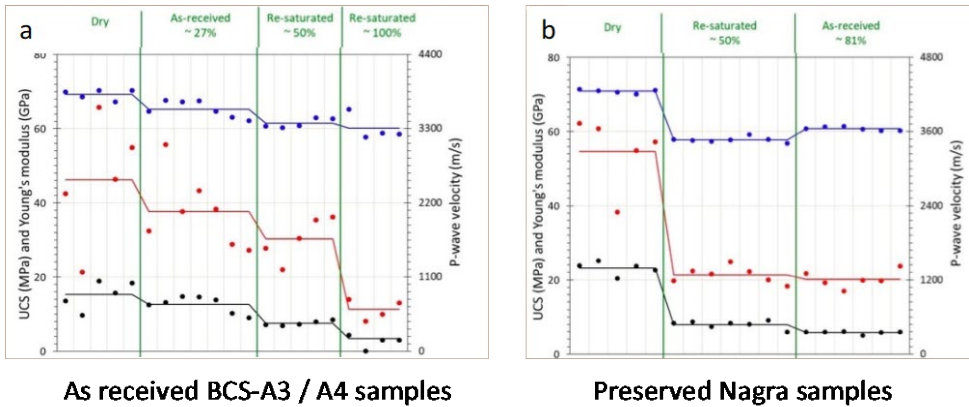 a
Dry
As-received
~ 27%
Re-saturated
~ 50%
Re-saturated
~ 100%
UCS (MPa) and Young's modulus (GPa)
80
60
40
20
0
4400
3300
2200
1100
0
P-wave velocity (m/s)
As received BCS-A3 / A4 samples
b
Dry
Re-saturated
~ 50%
As-received
~ 81%
UCS (MPa) and Young's modulus (GPa)
80
60
40
20
0
4800
3600
2400
1200
0
P-wave velocity (m/s)
Preserved Nagra samples